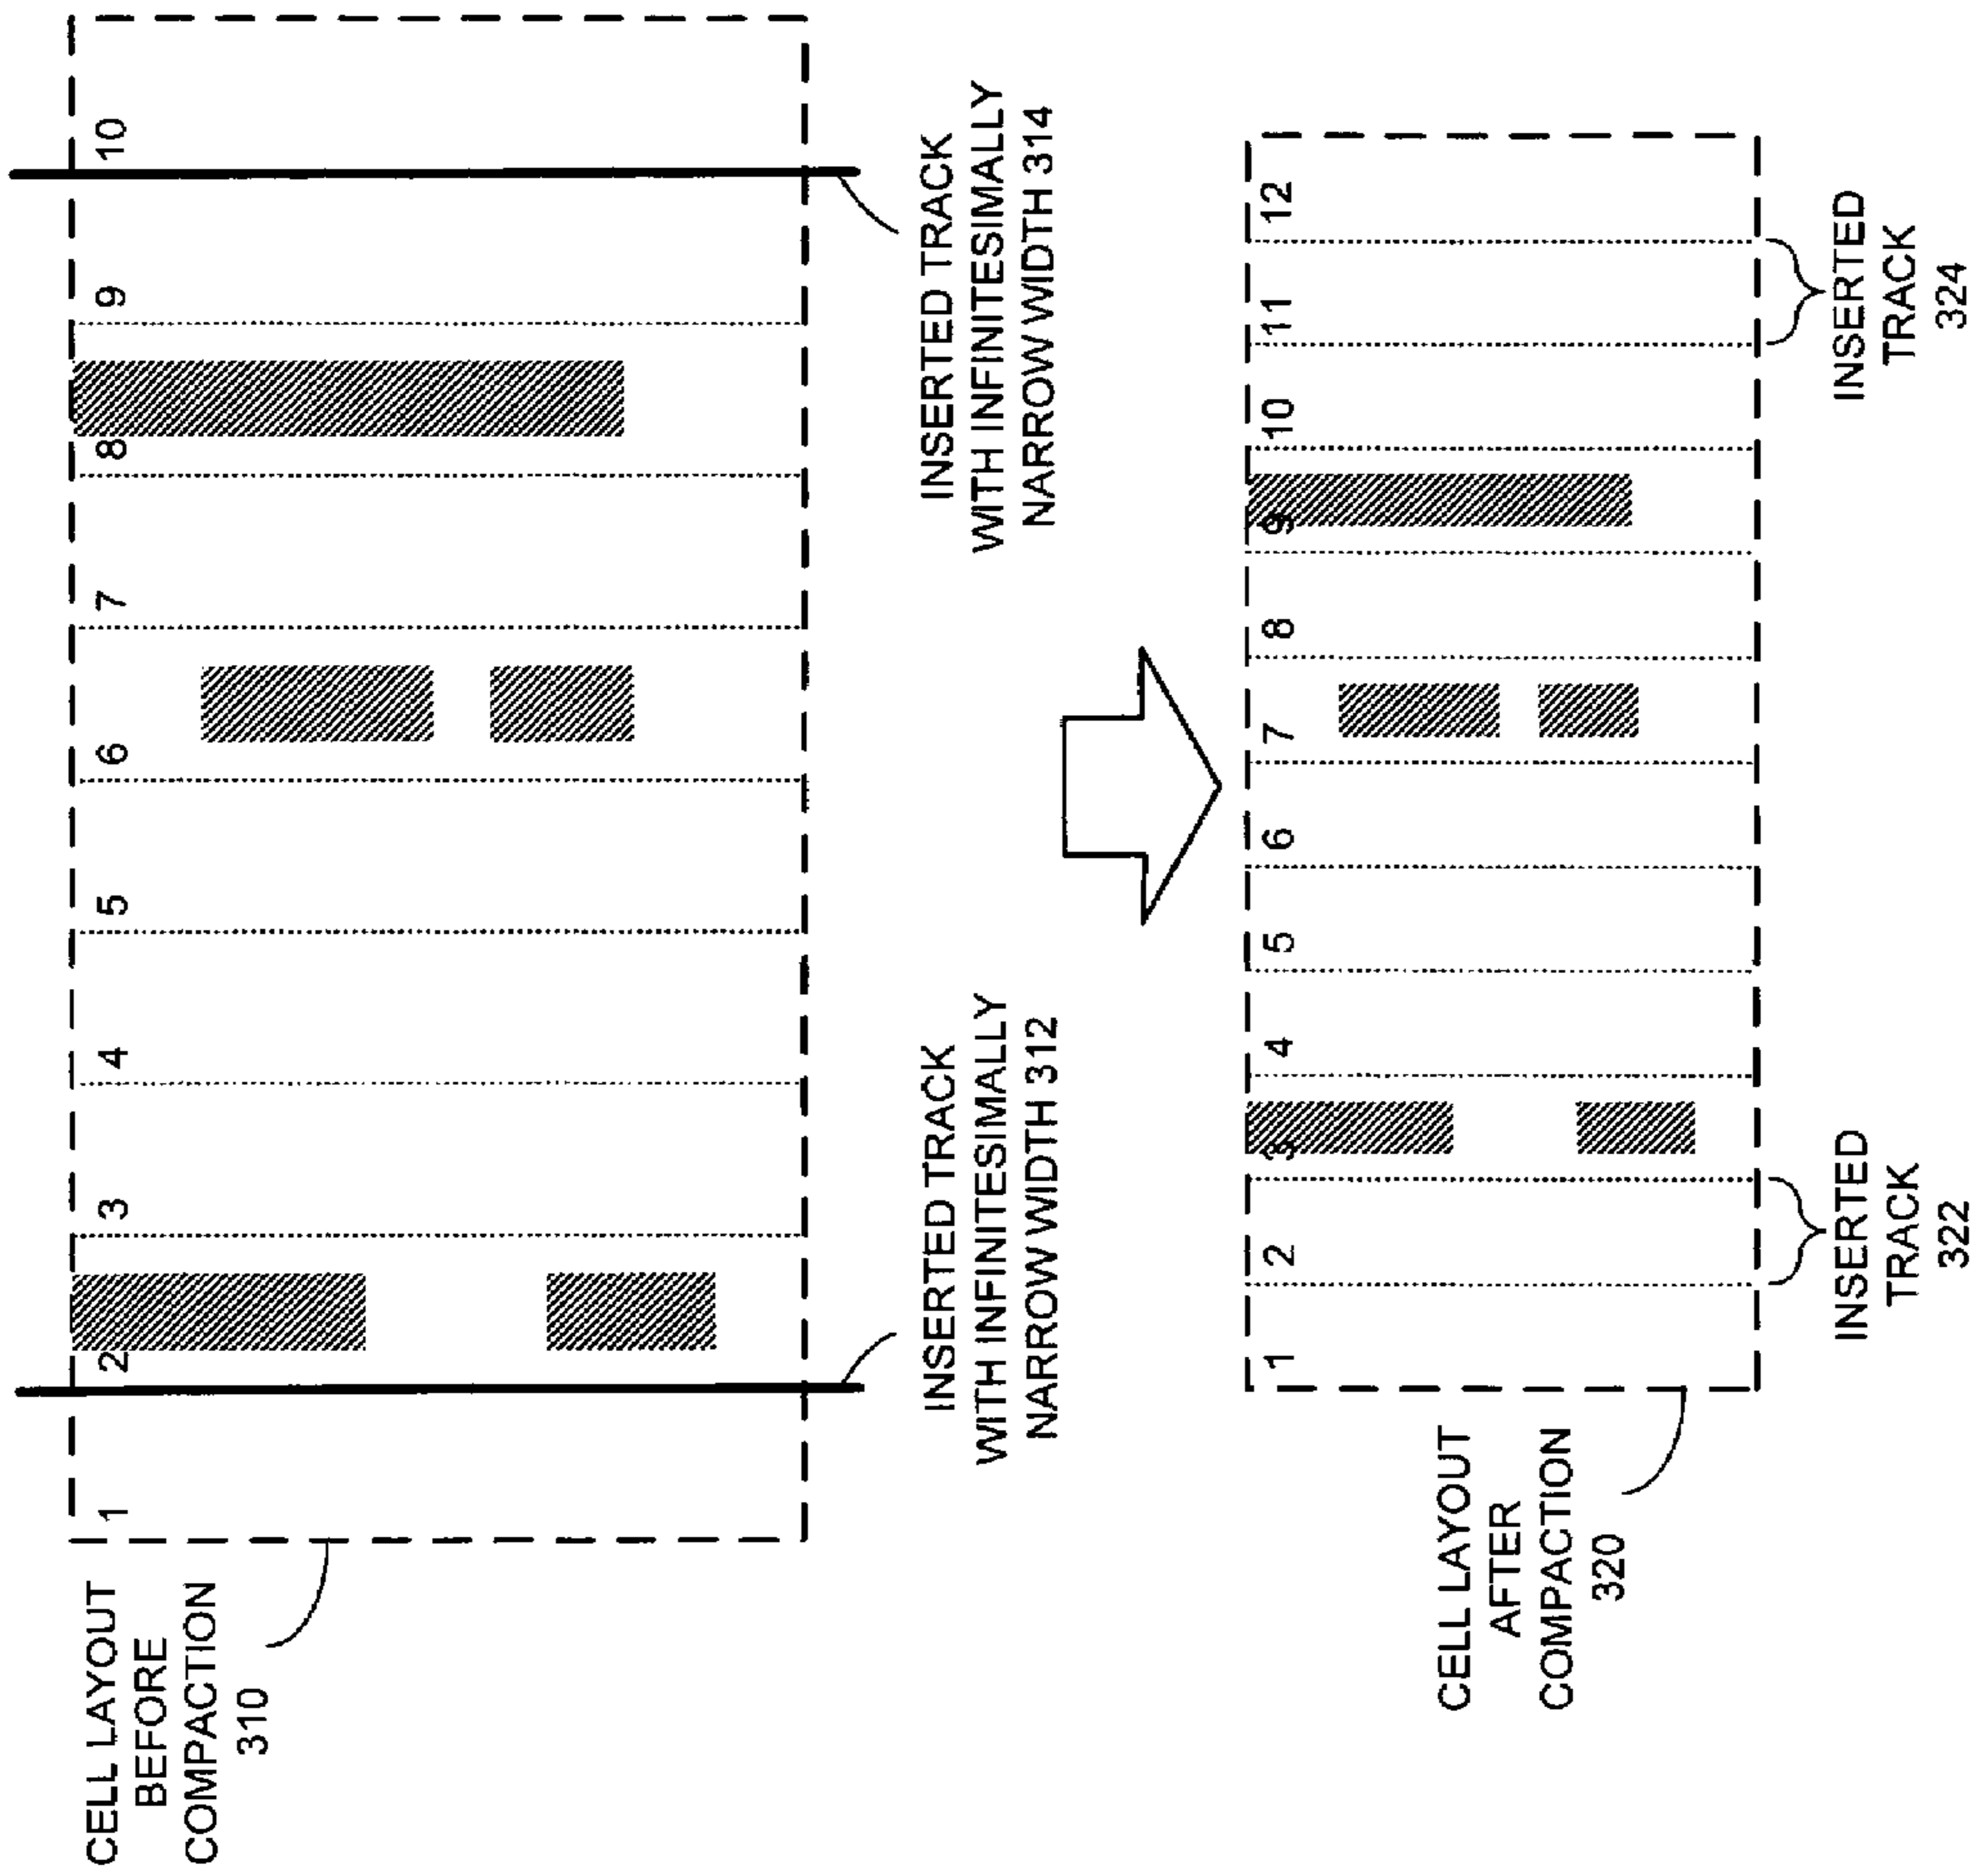 CELL LAYOUT
BEFORE
COMPACTION
310
1
2
3
4
5
6
7
8
9
10
INSERTED TRACK
WITH INFINITESIMALLY
NARROW WIDTH 312
INSERTED TRACK
WITH INFINITESIMALLY
NARROW WIDTH 314
CELL LAYOUT
AFTER
COMPACTION
320
1
2
3
4
5
6
7
8
9
10
11
12
INSERTED
TRACK
322
INSERTED
TRACK
324